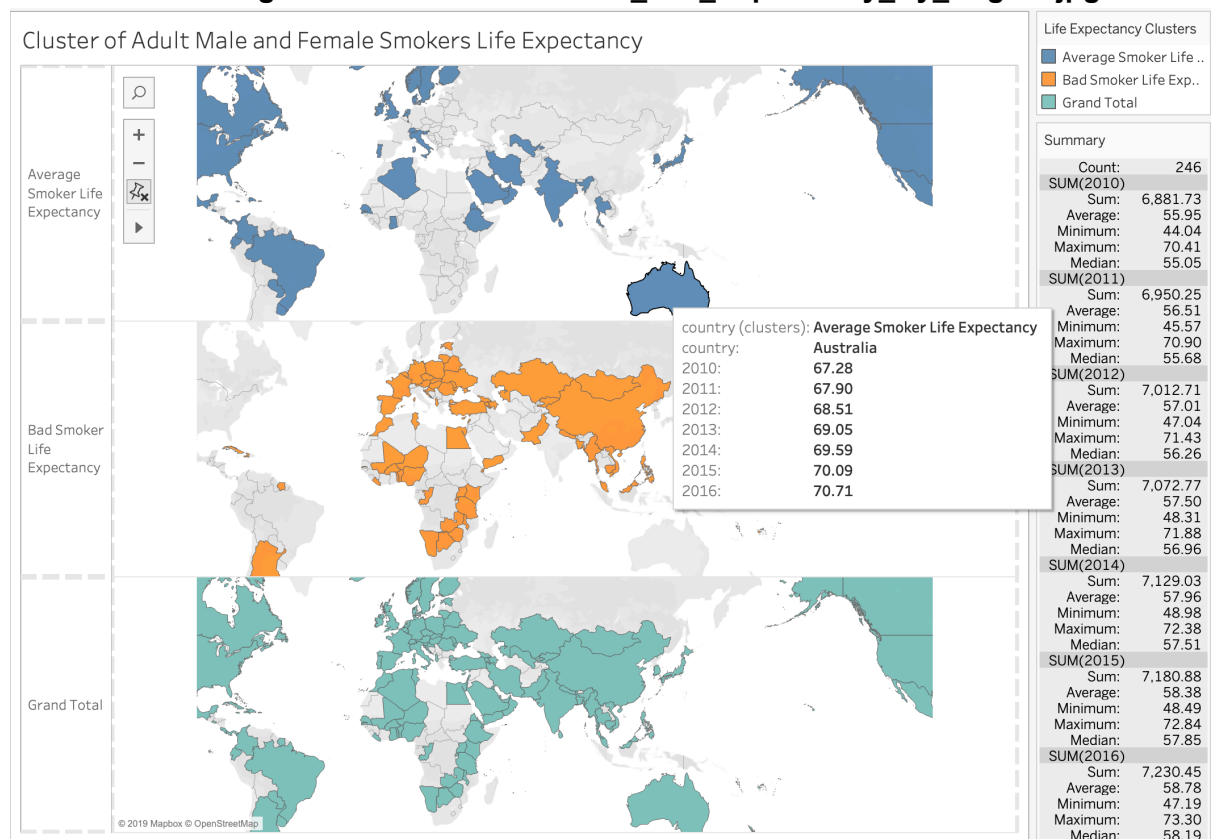 Cluster of Adult Male and Female Smokers Life Expectancy
Average
Smoker Life
Expectancy
country (clusters): Average Smoker Life Expectancy
country: Australia
2010: 67.28
2011: 67.90
2012: 68.51
2013: 69.05
2014: 69.59
2015: 70.09
2016: 70.71
Bad Smoker
Life
Expectancy
Grand Total
© 2019 Mapbox © OpenStreetMap
Life Expectancy Clusters
Average Smoker Life ..
Bad Smoker Life Exp..
Grand Total
Summary
Count: 246
SUM(2010)
Sum: 6,881.73
Average: 55.95
Minimum: 44.04
Maximum: 70.41
Median: 55.05
SUM(2011)
Sum: 6,950.25
Average: 56.51
Minimum: 45.57
Maximum: 70.90
Median: 55.68
SUM(2012)
Sum: 7,012.71
Average: 57.01
Minimum: 47.04
Maximum: 71.43
Median: 56.26
SUM(2013)
Sum: 7,072.77
Average: 57.50
Minimum: 48.31
Maximum: 71.88
Median: 56.96
SUM(2014)
Sum: 7,129.03
Average: 57.96
Minimum: 48.98
Maximum: 72.38
Median: 57.51
SUM(2015)
Sum: 7,180.88
Average: 58.38
Minimum: 48.49
Maximum: 72.84
Median: 57.85
SUM(2016)
Sum: 7,230.45
Average: 58.78
Minimum: 47.19
Maximum: 73.30
Median: 58.19